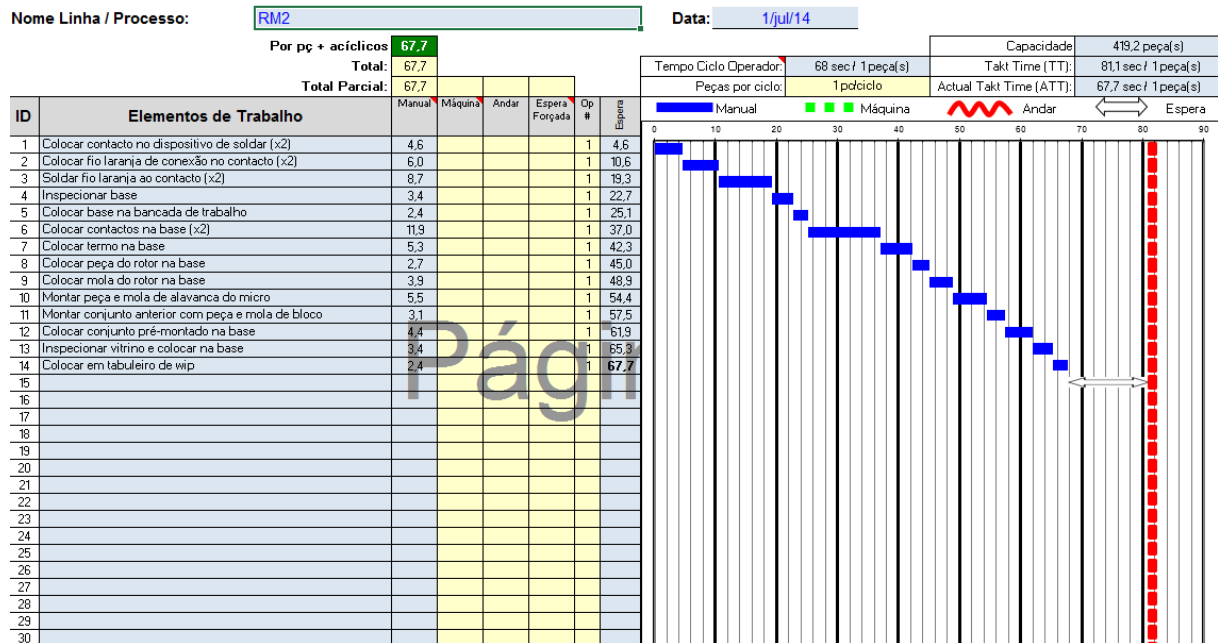 Nome Linha / Processo: RM2 Data: 1/jul/14
Por pç + acíclicos 67,7 Capacidade 419,2 peça(s)
Total: 67,7 Tempo Ciclo Operador: 68 sec / 1 peça(s) Takt Time (TT): 81,1 sec / 1 peça(s)
Total Parcial: 67,7 Peças por ciclo: 1 pc/ciclo Actual Takt Time (ATT): 67,7 sec / 1 peça(s)
ID Elementos de Trabalho Manual Máquina Andar Espera Forçada Op # Espera Manual Máquina Andar Espera
0 10 20 30 40 50 60 70 80 90
1 Colocar contacto no dispositivo de soldar (x2) 4,6 1 4,6
2 Colocar fio laranja de conexão no contacto (x2) 6,0 1 10,6
3 Soldar fio laranja ao contacto (x2) 8,7 1 19,3
4 Inspecionar base 3,4 1 22,7
5 Colocar base na bancada de trabalho 2,4 1 25,1
6 Colocar contactos na base (x2) 11,9 1 37,0
7 Colocar termo na base 5,3 1 42,3
8 Colocar peça do rotor na base 2,7 1 45,0
9 Colocar mola do rotor na base 3,9 1 48,9
10 Montar peça e mola de alavanca do micro 5,5 1 54,4
11 Montar conjunto anterior com peça e mola de bloco 3,1 1 57,5
12 Colocar conjunto pré-montado na base 4,4 1 61,9
13 Inspecionar vitrino e colocar na base 3,4 1 65,3
14 Colocar em tabuleiro de wip 2,4 1 67,7
15
16
17
18
19
20
21
22
23
24
25
26
27
28
29
30